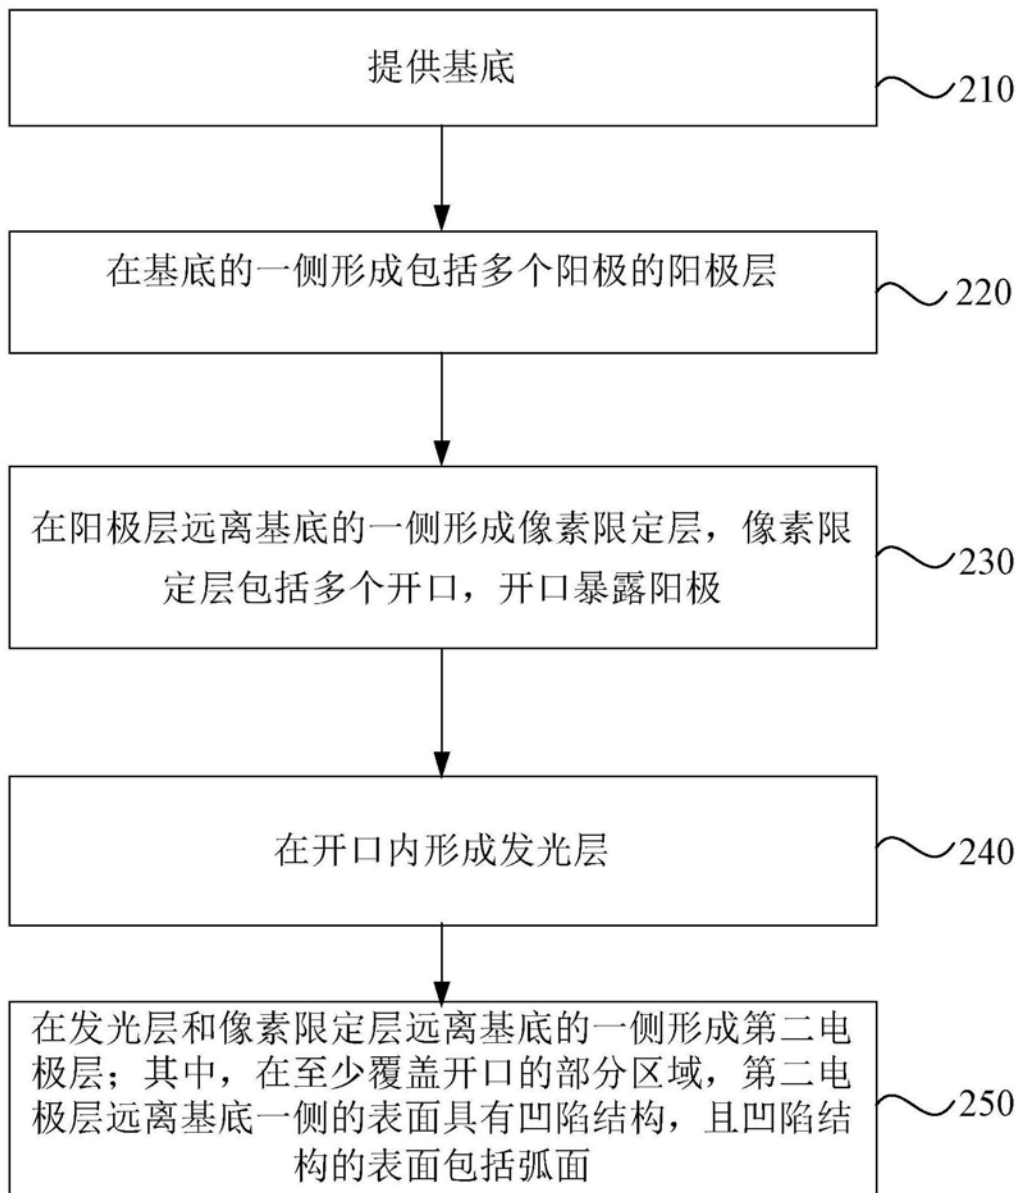 提供基底
210
在基底的一侧形成包括多个阳极的阳极层
220
在阳极层远离基底的一侧形成像素限定层，像素限
定层包括多个开口，开口暴露阳极
230
在开口内形成发光层
240
在发光层和像素限定层远离基底的一侧形成第二电
极层；其中，在至少覆盖开口的部分区域，第二电
极层远离基底一侧的表面具有凹陷结构，且凹陷结
构的表面包括弧面
250